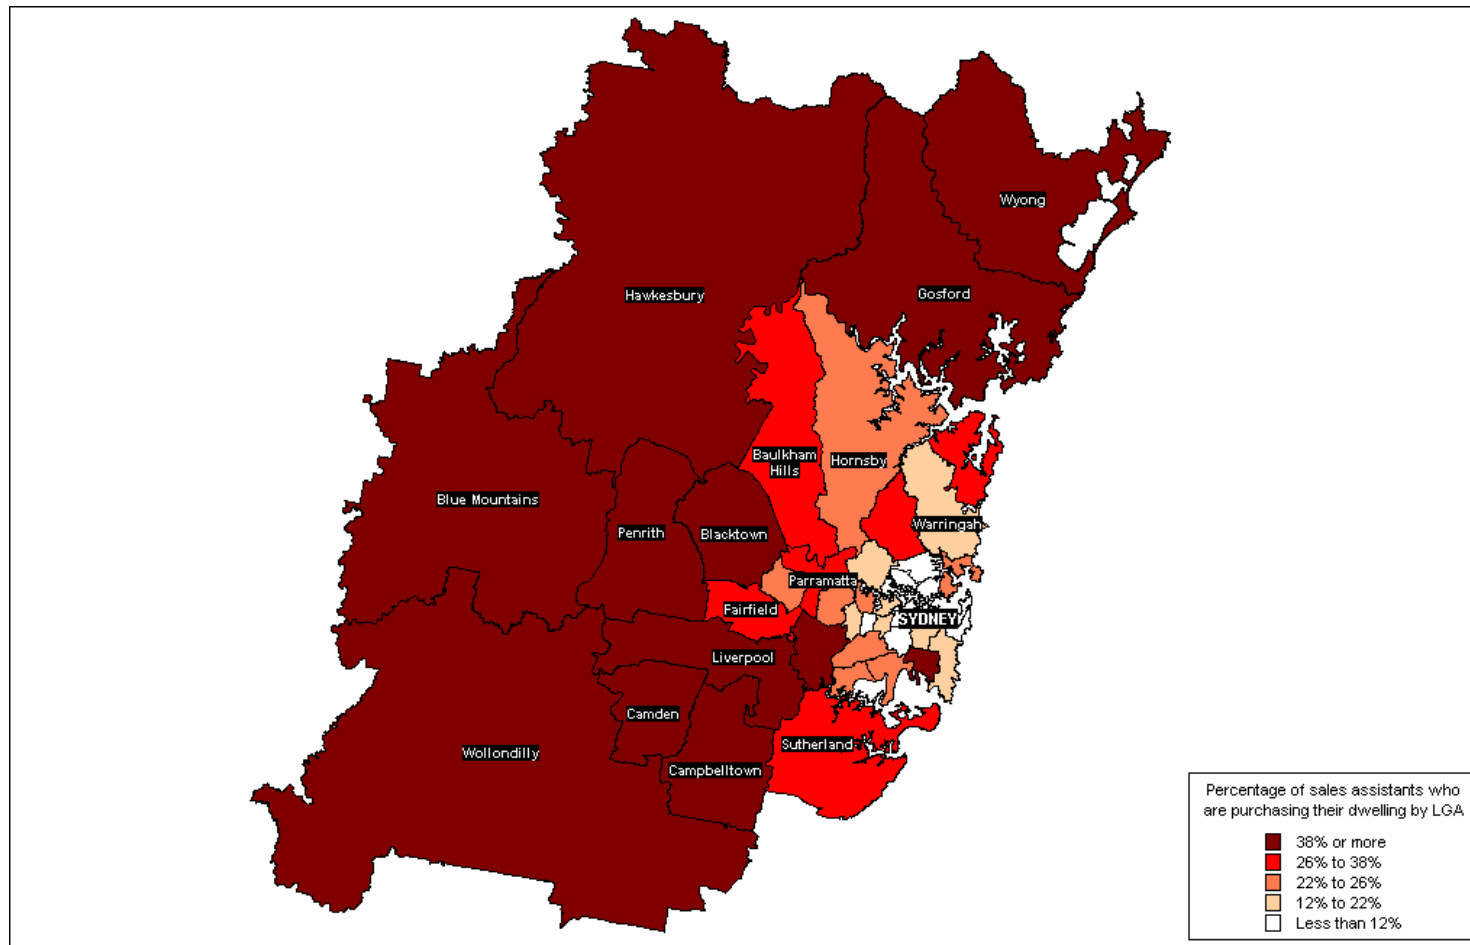 Wyong
Hawkesbury
Gosford
Baulkham
Hills
Hornsby
Blue Mountains
Penrith
Blacktown
Warringah
Parramatta
Fairfield
SYDNEY
Liverpool
Camden
Wollondilly
Campbelltown
Sutherland
Percentage of sales assistants who
are purchasing their dwelling by LGA
38% or more
26% to 38%
22% to 26%
12% to 22%
Less than 12%